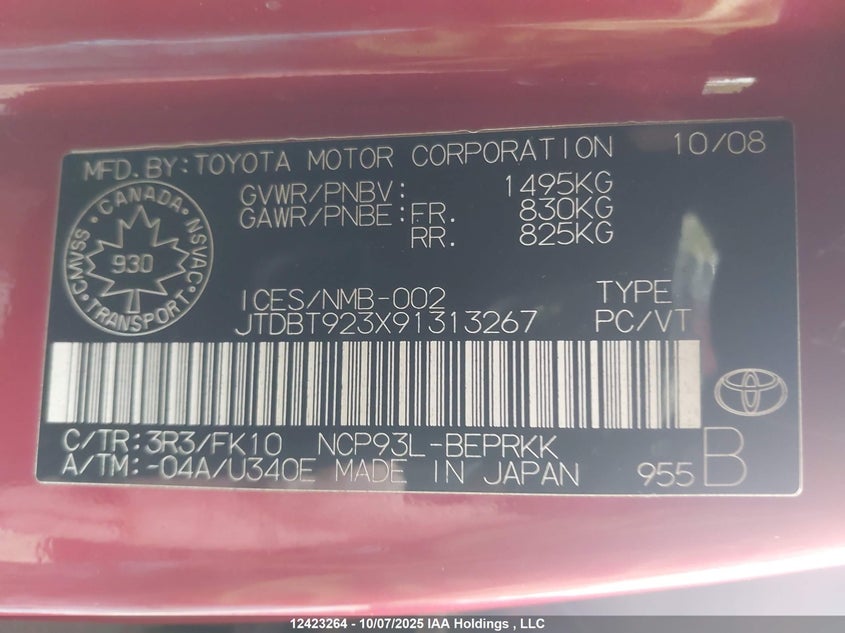 MFD. BY: TOYOTA MOTOR CORPORATION 10/08
GVWR/PNBV: 1495KG
GAWR/PNBE: FR. 830KG
RR. 825KG
CANADA
CMVSS 930 NSVAC
TRANSPORT
ICES/NMB-002 TYPE
JTDBT923X91313267 PC/VT
C/TR: 3R3/FK10 NCP93L-BEPRKK
A/TM: -04A/U340E MADE IN JAPAN 955 B
12423264 - 10/07/2025 IAA Holdings , LLC